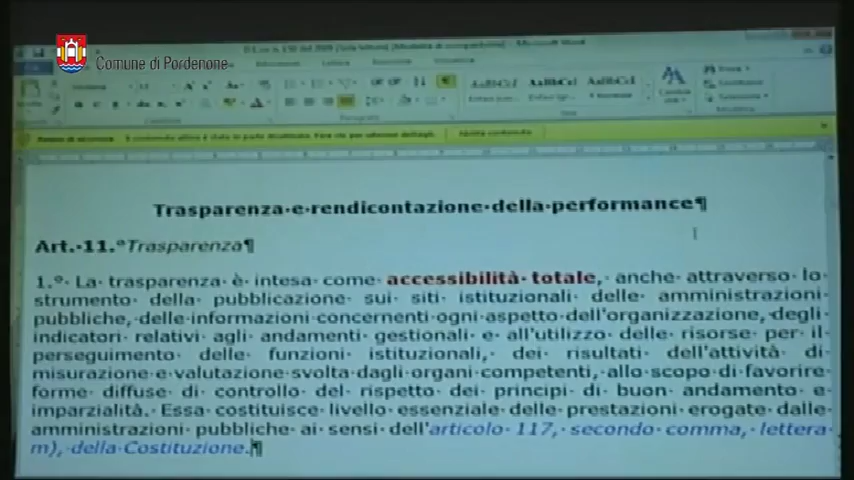 Comune di Pordenone
Microsoft Word
Trasparenza e rendicontazione della performance¶
Art. 11.°Trasparenza¶
1.° La trasparenza è intesa come accessibilità totale, anche attraverso lo
strumento della pubblicazione sui siti istituzionali delle amministrazioni
pubbliche, delle informazioni concernenti ogni aspetto dell'organizzazione, degli
indicatori relativi agli andamenti gestionali e all'utilizzo delle risorse per il
perseguimento delle funzioni istituzionali, dei risultati dell'attività di
misurazione e valutazione svolta dagli organi competenti, allo scopo di favorire
forme diffuse di controllo del rispetto dei principi di buon andamento e
imparzialità. Essa costituisce livello essenziale delle prestazioni erogate dalle
amministrazioni pubbliche ai sensi dell'articolo 117, secondo comma, lettera
m), della Costituzione.¶